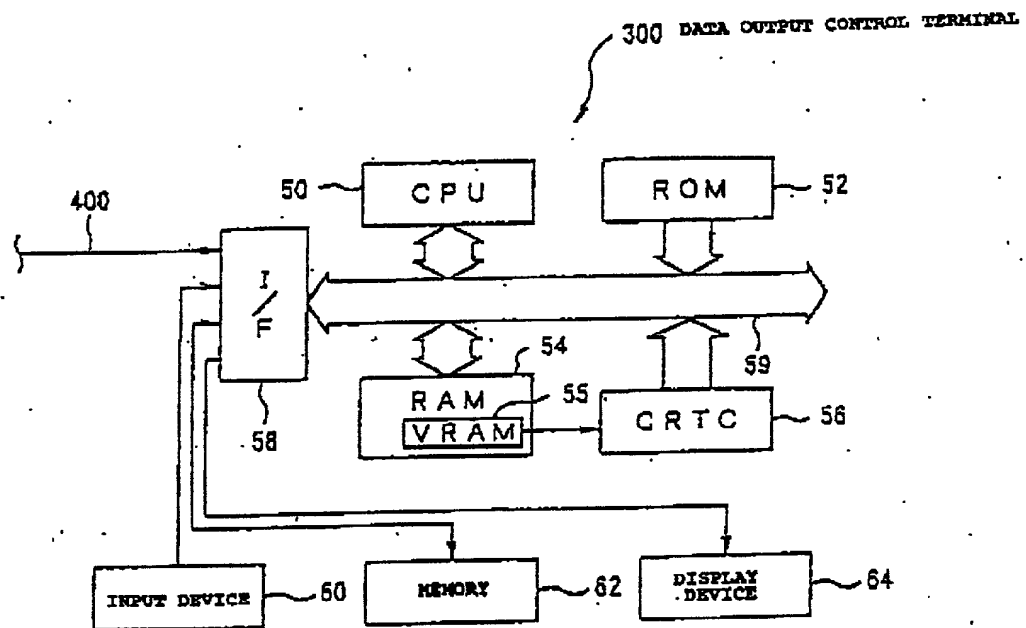 300 DATA OUTPUT CONTROL TERMINAL
50 CPU
ROM 52
400
I/F
54
RAM
55
VRAM
CRTC 56
59
58
INPUT DEVICE 60
MEMORY 62
DISPLAY DEVICE 64